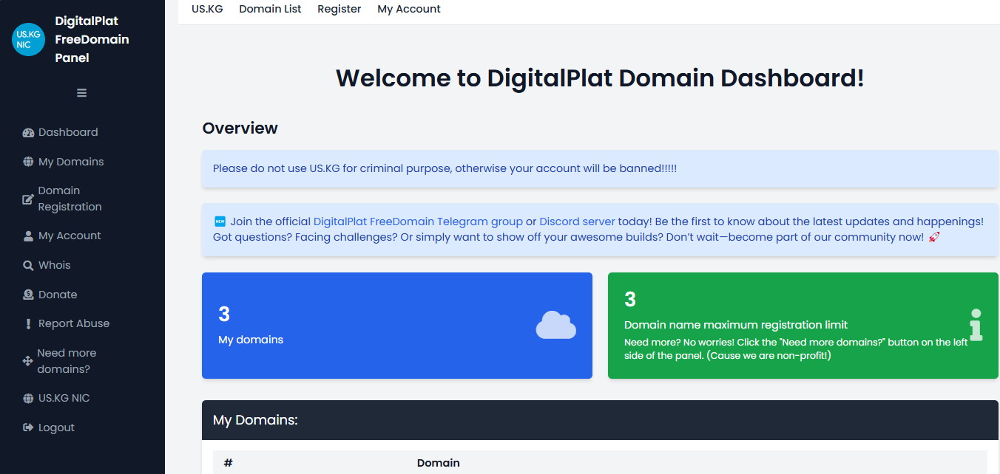 US.KG
NIC
DigitalPlat
FreeDomain
Panel
Dashboard
My Domains
Domain
Registration
My Account
Whois
Donate
Report Abuse
Need more
domains?
US.KG NIC
Logout
US.KG Domain List Register My Account
Welcome to DigitalPlat Domain Dashboard!
Overview
Please do not use US.KG for criminal purpose, otherwise your account will be banned!!!!!
🆕 Join the official DigitalPlat FreeDomain Telegram group or Discord server today! Be the first to know about the latest updates and happenings!
Got questions? Facing challenges? Or simply want to show off your awesome builds? Don’t wait—become part of our community now! 🚀
3
My domains
3
Domain name maximum registration limit
Need more? No worries! Click the "Need more domains?" button on the left
side of the panel. (Cause we are non-profit!)
My Domains:
# Domain